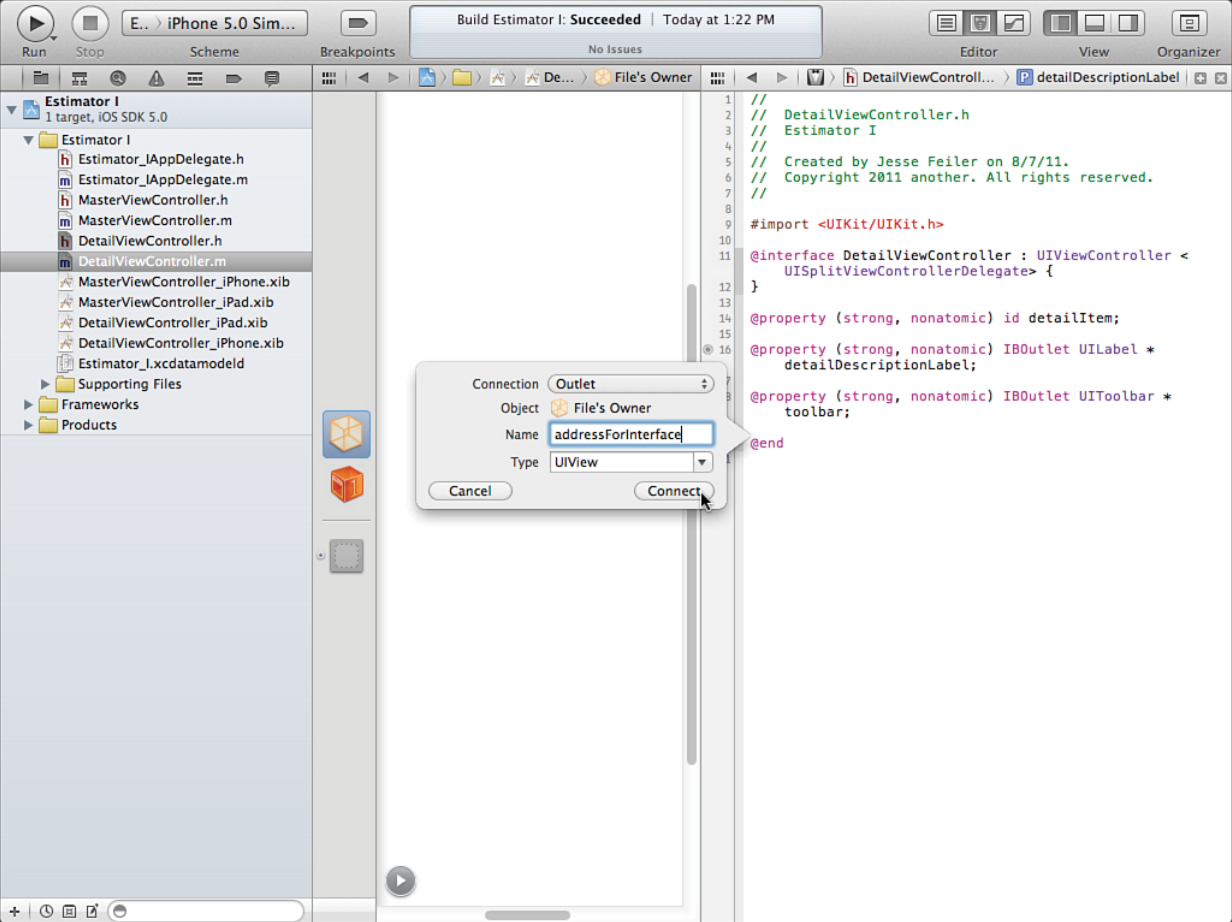 E.. › iPhone 5.0 Sim...
Build Estimator I: Succeeded | Today at 1:22 PM
No Issues
Run
Stop
Scheme
Breakpoints
Editor
View
Organizer
De...
File's Owner
h DetailViewControll...
P detailDescriptionLabel
Estimator I
1 target, iOS SDK 5.0
Estimator I
h Estimator_IAppDelegate.h
m Estimator_IAppDelegate.m
h MasterViewController.h
m MasterViewController.m
h DetailViewController.h
m DetailViewController.m
MasterViewController_iPhone.xib
MasterViewController_iPad.xib
DetailViewController_iPad.xib
DetailViewController_iPhone.xib
Estimator_I.xcdatamodeld
Supporting Files
Frameworks
Products
Connection Outlet
Object File's Owner
Name addressForInterface
Type UIView
Cancel Connect
1 //
2 //  DetailViewController.h
3 //  Estimator I
4 //
5 //  Created by Jesse Feiler on 8/7/11.
6 //  Copyright 2011 another. All rights reserved.
7 //
8
9 #import <UIKit/UIKit.h>
10
11 @interface DetailViewController : UIViewController <
UISplitViewControllerDelegate> {
12 }
13
14 @property (strong, nonatomic) id detailItem;
15
16 @property (strong, nonatomic) IBOutlet UILabel *
detailDescriptionLabel;
@property (strong, nonatomic) IBOutlet UIToolbar *
toolbar;
@end